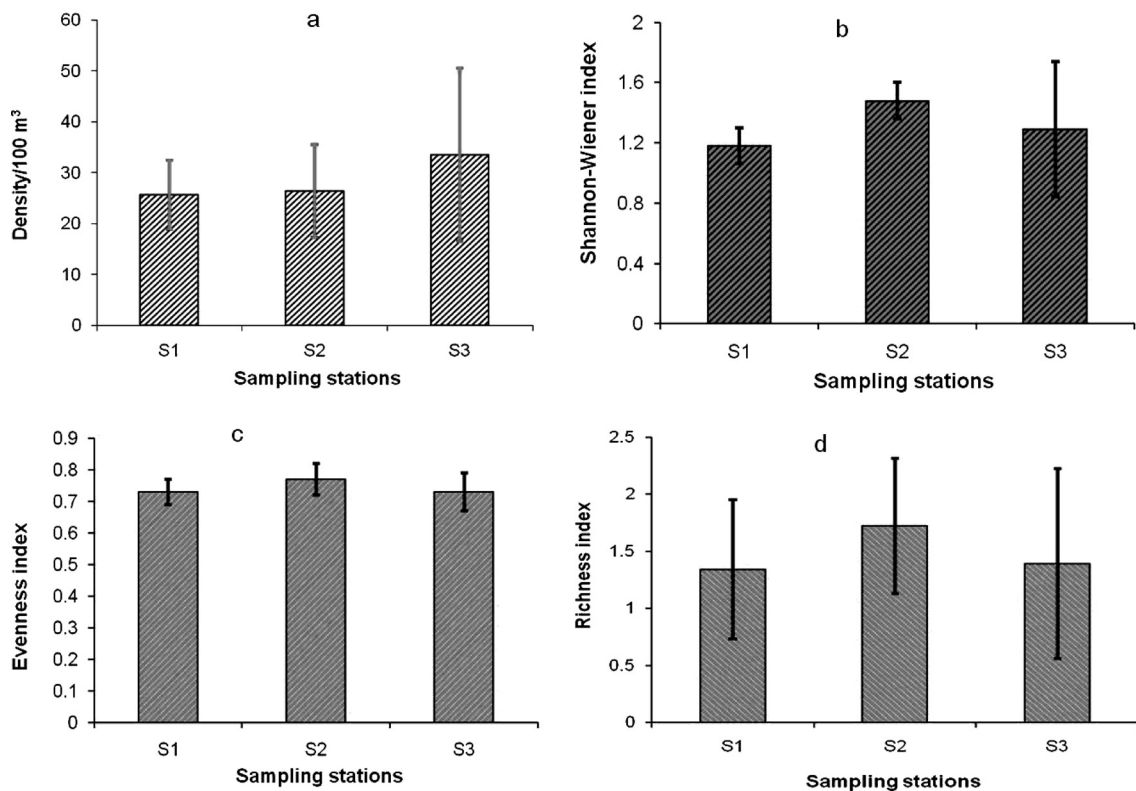 a
60
50
40
30
20
10
0
Density/100 m³
S1 S2 S3
Sampling stations
b
2
1.6
1.2
0.8
0.4
0
Shannon-Wiener index
S1 S2 S3
Sampling stations
c
0.9
0.8
0.7
0.6
0.5
0.4
0.3
0.2
0.1
0
Evenness index
S1 S2 S3
Sampling stations
d
2.5
2
1.5
1
0.5
0
Richness index
S1 S2 S3
Sampling stations